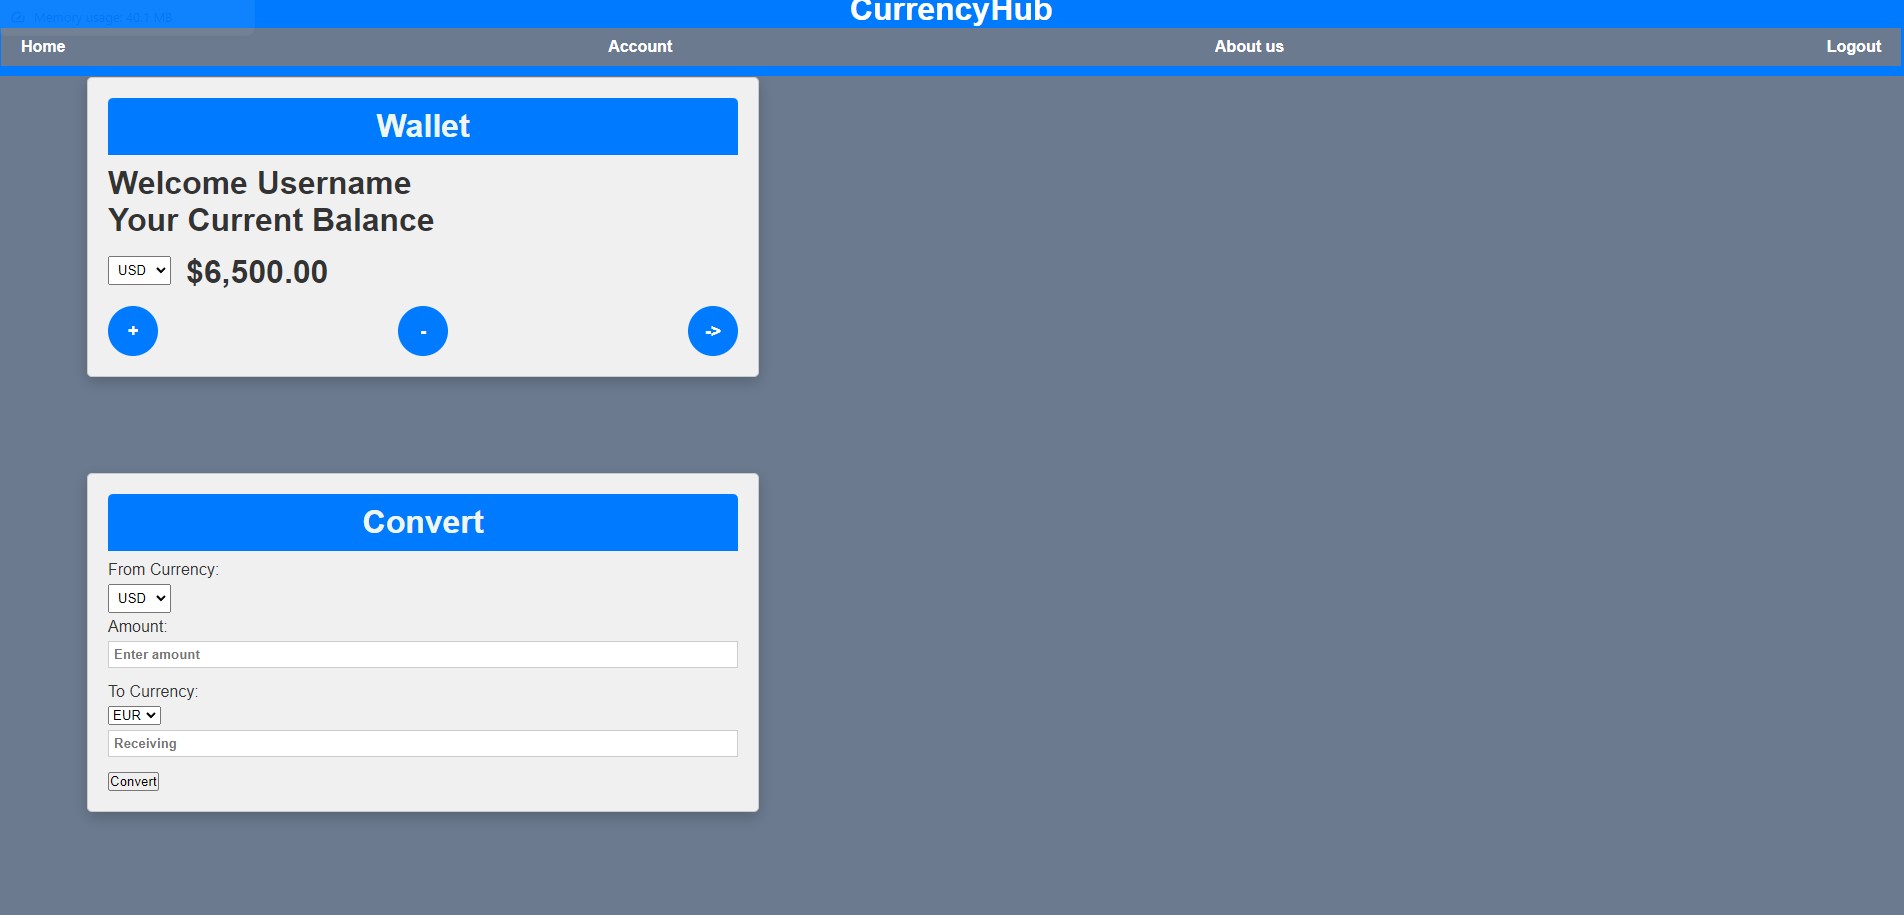 CurrencyHub
Memory usage: 40.1 MB
Home Account About us Logout
Wallet
Welcome Username
Your Current Balance
USD $6,500.00
+ - ->
Convert
From Currency:
USD
Amount:
Enter amount
To Currency:
EUR
Receiving
Convert